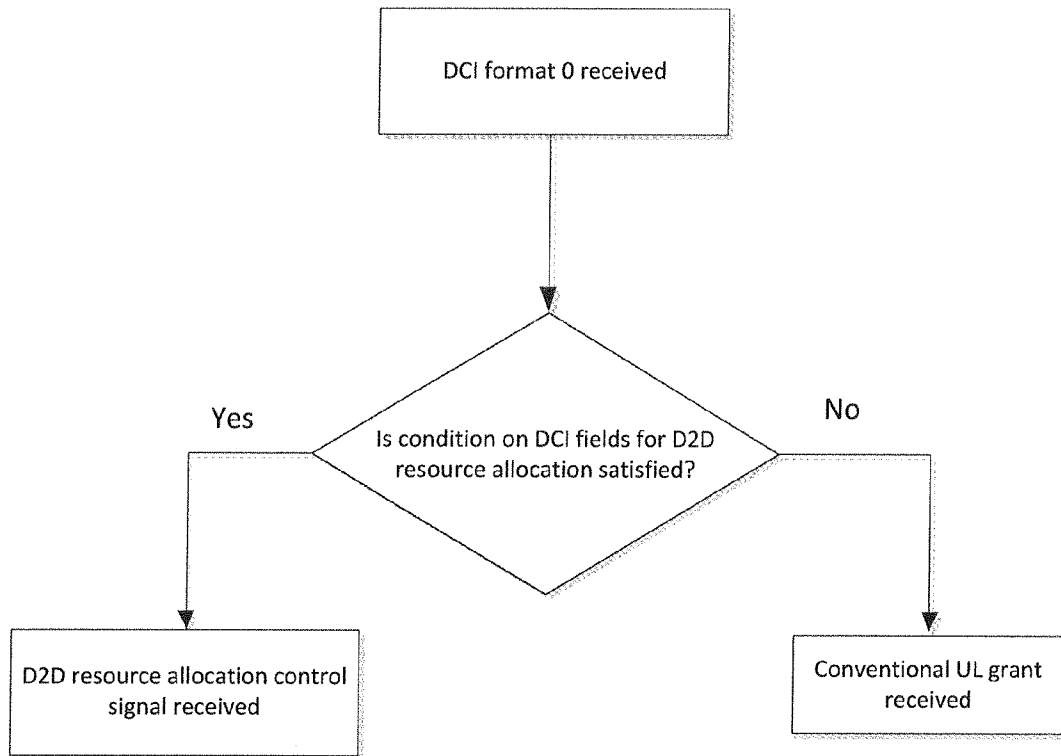 DCI format 0 received
Is condition on DCI fields for D2D
resource allocation satisfied?
Yes
No
D2D resource allocation control
signal received
Conventional UL grant
received